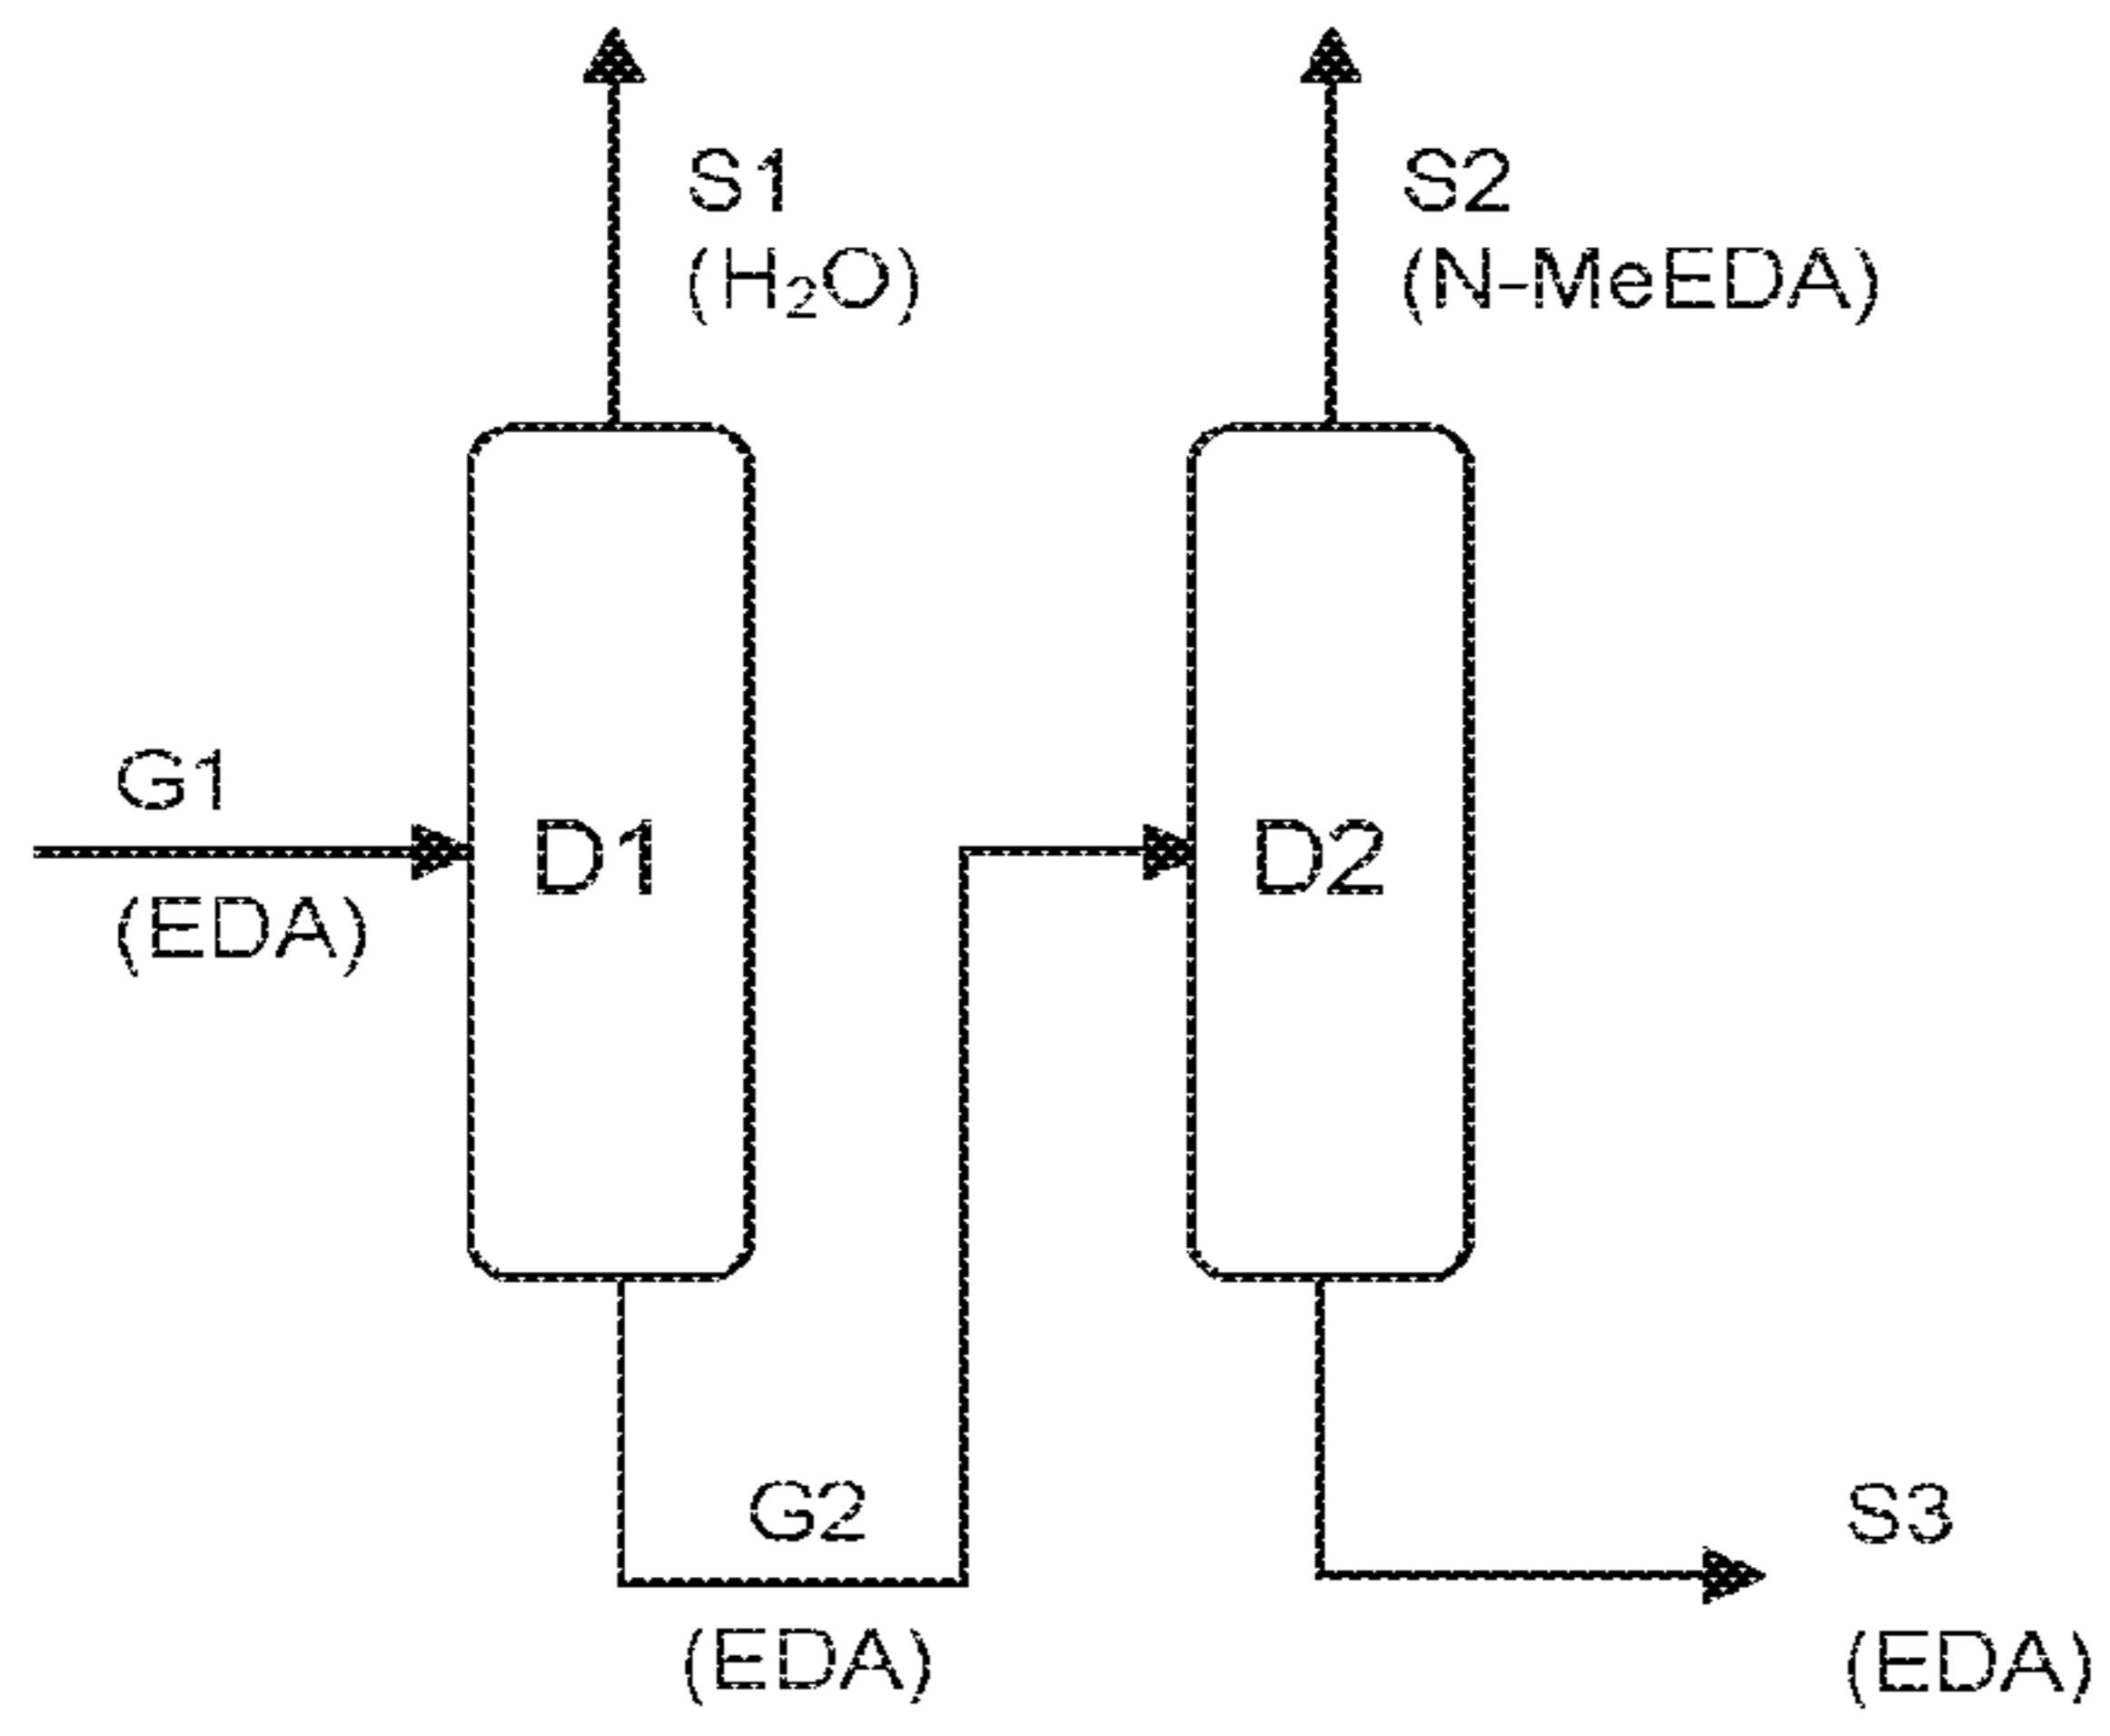 S1
(H₂O)
S2
(N-MeEDA)
G1
(EDA)
D1
D2
G2
(EDA)
S3
(EDA)